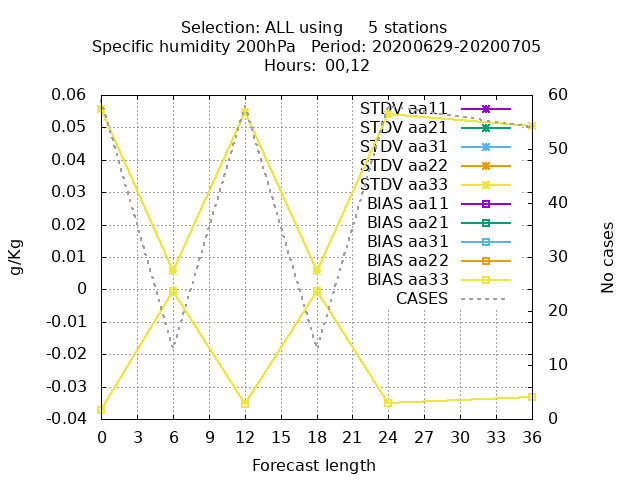 Selection: ALL using     5 stations
Specific humidity 200hPa   Period: 20200629-20200705
Hours: 00,12
0.06
0.05
0.04
0.03
0.02
0.01
0
-0.01
-0.02
-0.03
-0.04
g/Kg
STDV aa11
STDV aa21
STDV aa31
STDV aa22
STDV aa33
BIAS aa11
BIAS aa21
BIAS aa31
BIAS aa22
BIAS aa33
CASES
60
50
40
30
20
10
0
No cases
0 3 6 9 12 15 18 21 24 27 30 33 36
Forecast length